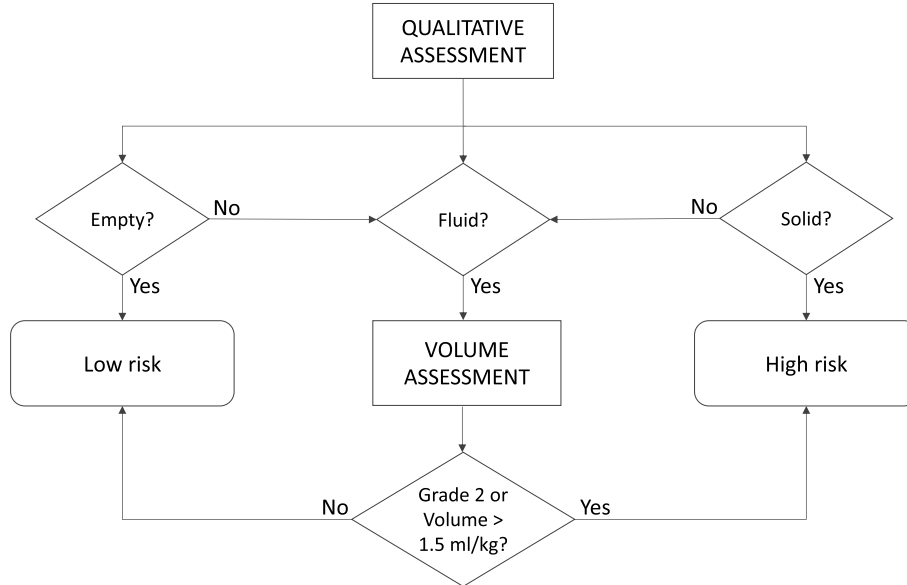 QUALITATIVE
ASSESSMENT
Empty?
No
Fluid?
No
Solid?
Yes
Yes
Yes
Low risk
VOLUME
ASSESSMENT
High risk
No
Grade 2 or
Volume >
1.5 ml/kg?
Yes